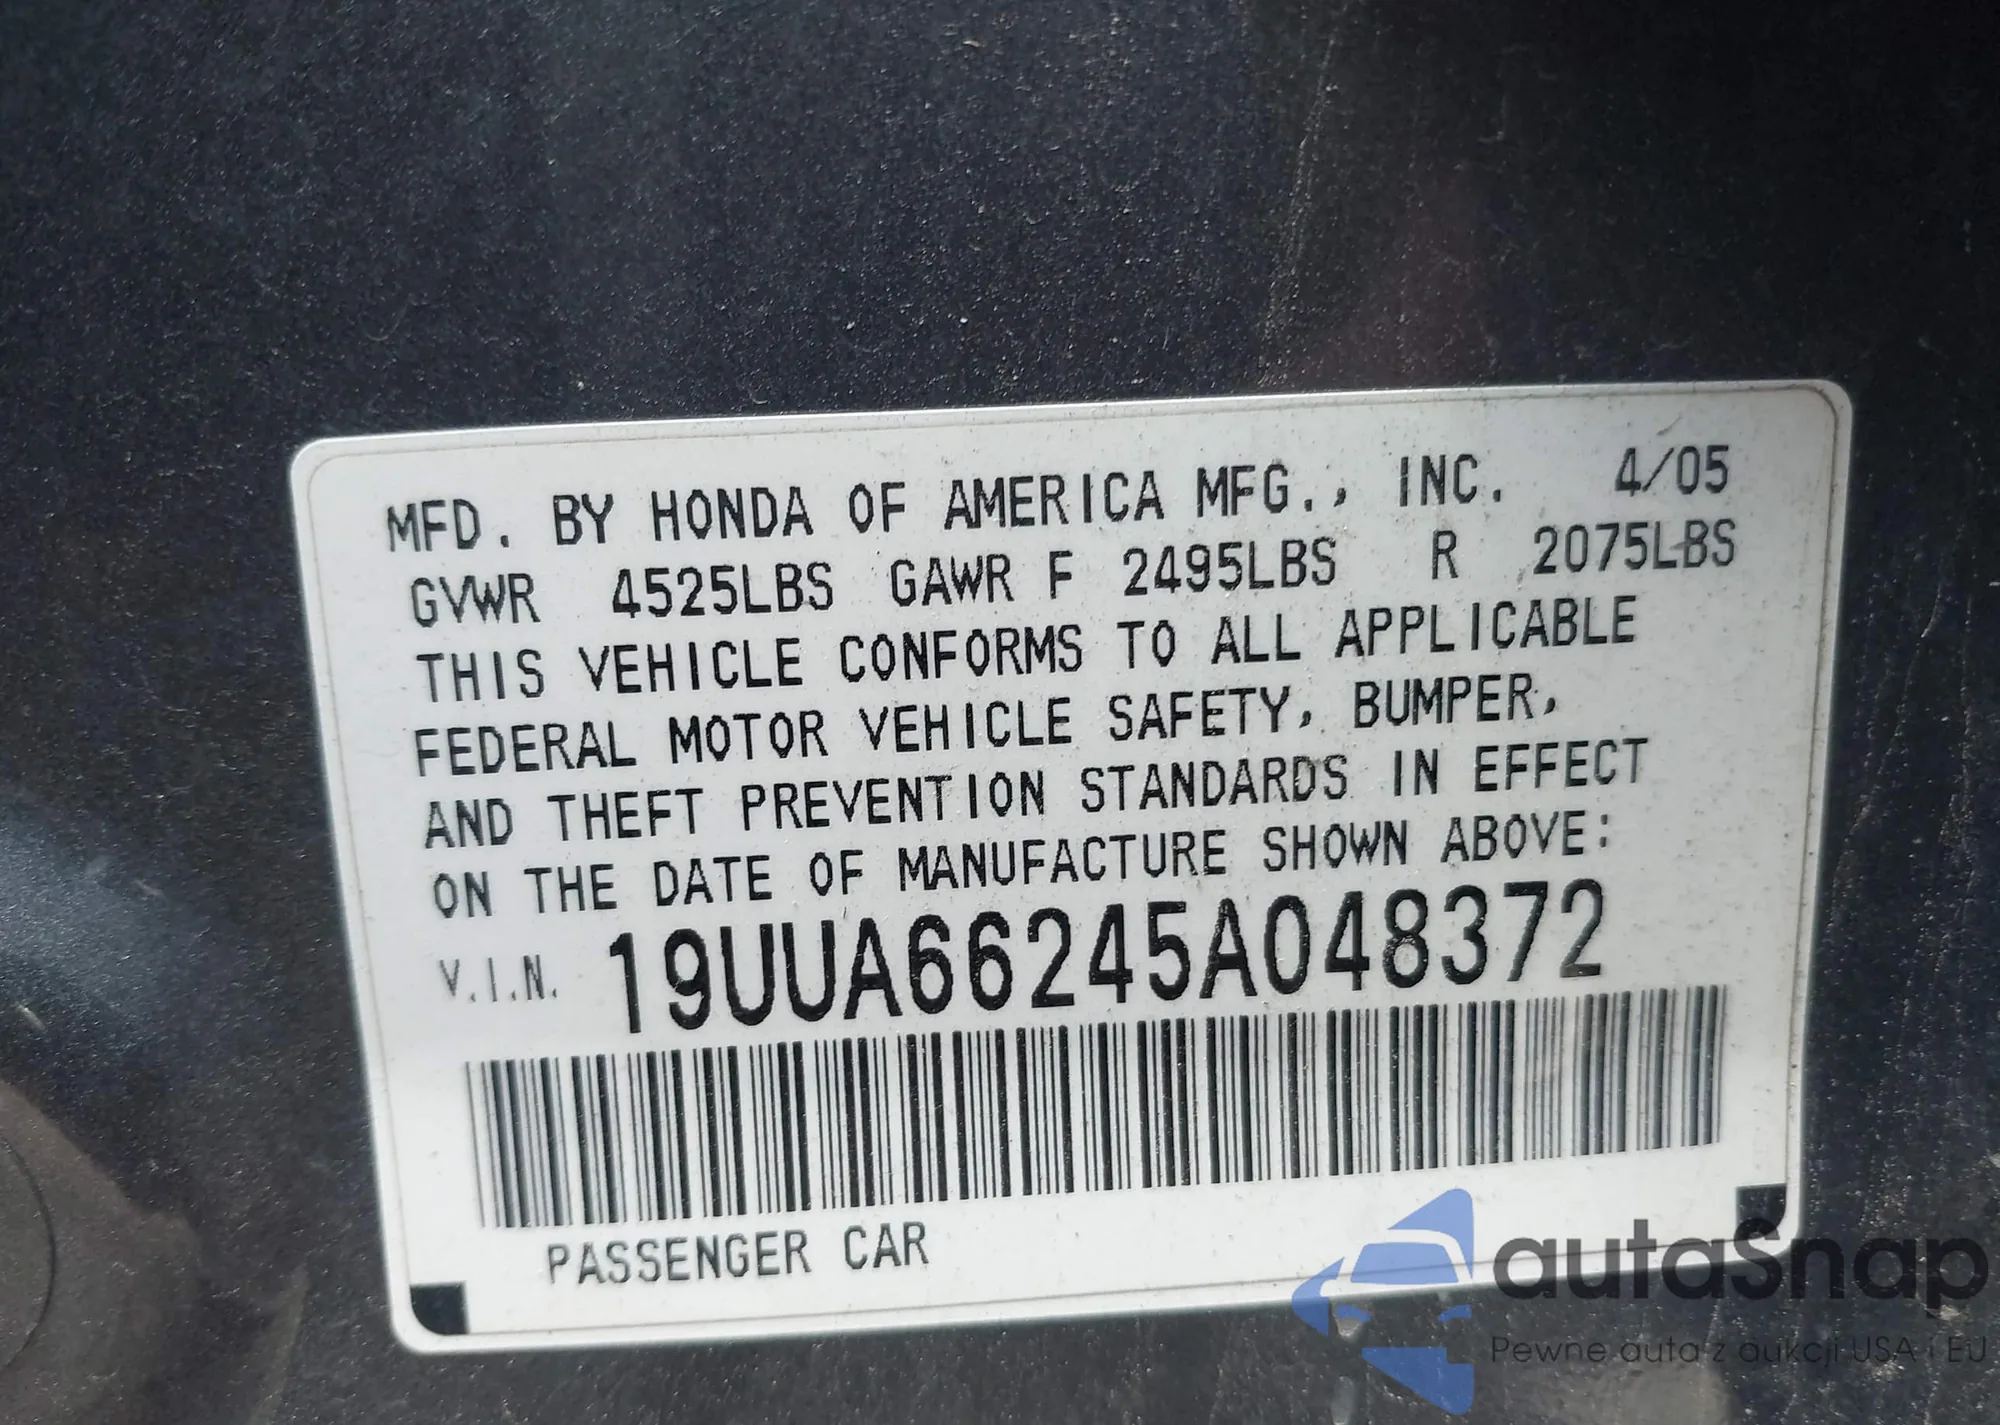 MFD. BY HONDA OF AMERICA MFG., INC. 4/05
GVWR 4525LBS GAWR F 2495LBS R 2075LBS
THIS VEHICLE CONFORMS TO ALL APPLICABLE
FEDERAL MOTOR VEHICLE SAFETY, BUMPER,
AND THEFT PREVENTION STANDARDS IN EFFECT
ON THE DATE OF MANUFACTURE SHOWN ABOVE:
V.I.N. 19UUA66245A048372
PASSENGER CAR
autaSnap
Pewne auta z aukcji USA i EU